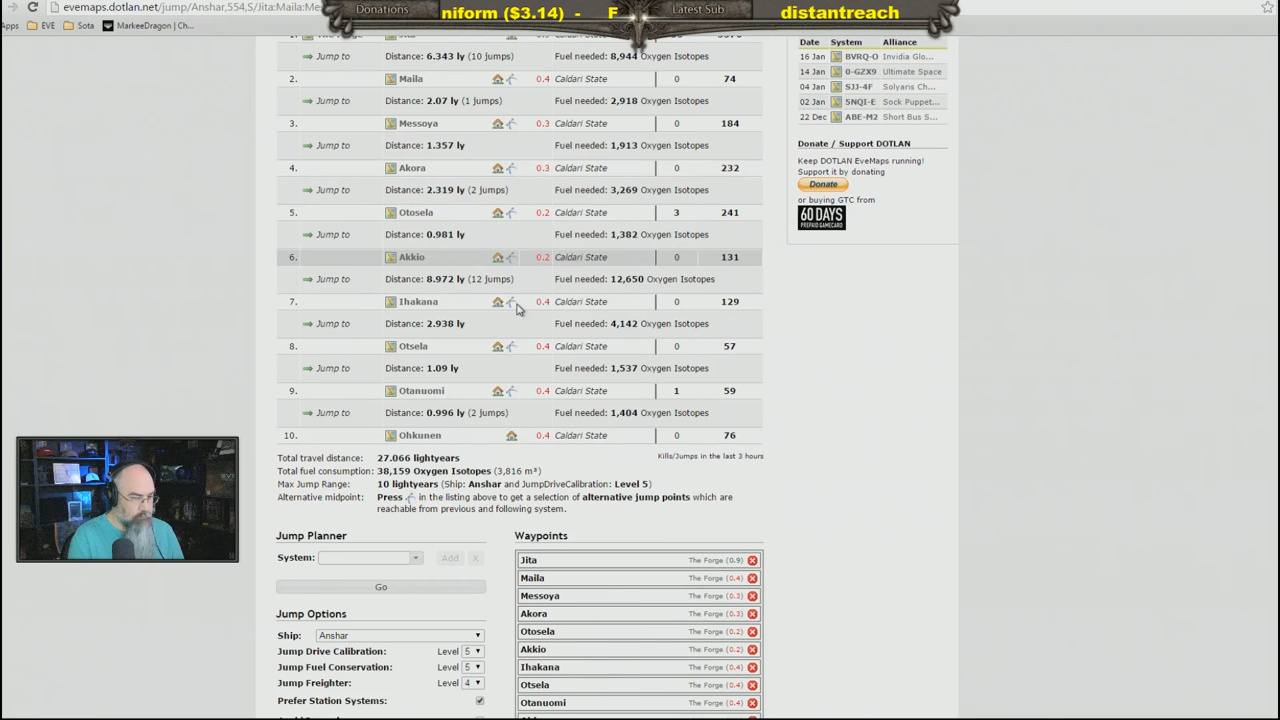 evemaps.dotlan.net/jump/Anshar,554,S/Jita:Maila:Me
Donations
niform ($3.14) - F
Latest Sub
distantreach
Apps
EVE
Sota
MarkeeDragon | Ch...
Jump to Distance: 6.343 ly (10 jumps) Fuel needed: 8,944 Oxygen Isotopes
2. Maila 0.4 Caldari State 0 74
Jump to Distance: 2.07 ly (1 jumps) Fuel needed: 2,918 Oxygen Isotopes
3. Messoya 0.3 Caldari State 0 184
Jump to Distance: 1.357 ly Fuel needed: 1,913 Oxygen Isotopes
4. Akora 0.3 Caldari State 0 232
Jump to Distance: 2.319 ly (2 jumps) Fuel needed: 3,269 Oxygen Isotopes
5. Otosela 0.2 Caldari State 3 241
Jump to Distance: 0.981 ly Fuel needed: 1,382 Oxygen Isotopes
6. Akkio 0.2 Caldari State 0 131
Jump to Distance: 8.972 ly (12 jumps) Fuel needed: 12,650 Oxygen Isotopes
7. Ihakana 0.4 Caldari State 0 129
Jump to Distance: 2.938 ly Fuel needed: 4,142 Oxygen Isotopes
8. Otsela 0.4 Caldari State 0 57
Jump to Distance: 1.09 ly Fuel needed: 1,537 Oxygen Isotopes
9. Otanuomi 0.4 Caldari State 1 59
Jump to Distance: 0.996 ly (2 jumps) Fuel needed: 1,404 Oxygen Isotopes
10. Ohkunen 0.4 Caldari State 0 76
Total travel distance: 27.066 lightyears
Kills/Jumps in the last 3 hours
Total fuel consumption: 38,159 Oxygen Isotopes (3,816 m³)
Max Jump Range: 10 lightyears (Ship: Anshar and JumpDriveCalibration: Level 5)
Alternative midpoint: Press in the listing above to get a selection of alternative jump points which are
reachable from previous and following system.
Jump Planner
System: Add X
Go
Jump Options
Ship: Anshar
Jump Drive Calibration: Level 5
Jump Fuel Conservation: Level 5
Jump Freighter: Level 4
Prefer Station Systems:
Waypoints
Jita The Forge (0.9)
Maila The Forge (0.4)
Messoya The Forge (0.3)
Akora The Forge (0.3)
Otosela The Forge (0.2)
Akkio The Forge (0.2)
Ihakana The Forge (0.4)
Otsela The Forge (0.4)
Otanuomi The Forge (0.4)
Date System Alliance
16 Jan BVRQ-O Invidia Glo...
14 Jan 0-GZX9 Ultimate Space
04 Jan SJJ-4F Solyaris Ch...
02 Jan 5NQI-E Sock Puppet...
22 Dec ABE-M2 Short Bus S...
Donate / Support DOTLAN
Keep DOTLAN EveMaps running!
Support it by donating
Donate
or buying GTC from
60 DAYS
PREPAID GAMECARD